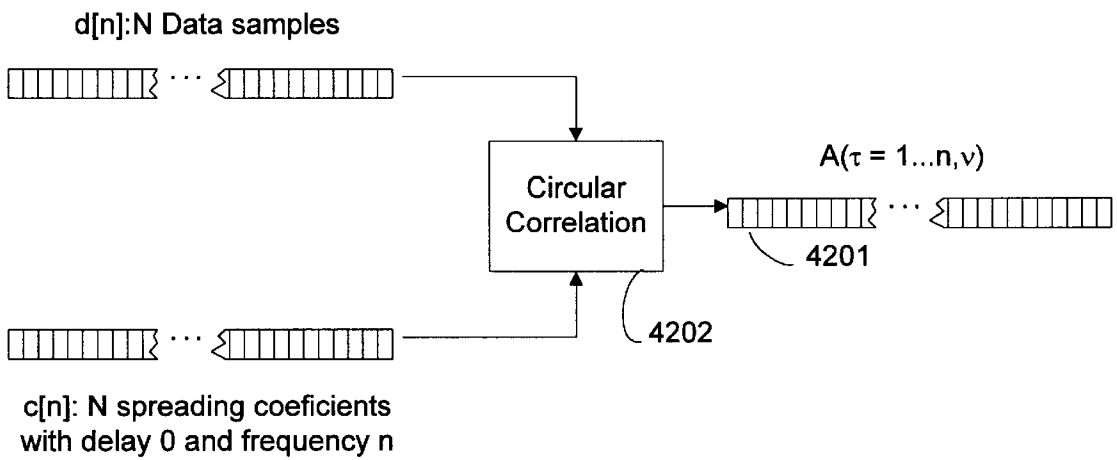 d[n]:N Data samples
· · ·
Circular
Correlation
A(τ = 1...n,ν)
· · ·
4201
4202
· · ·
c[n]: N spreading coeficients
with delay 0 and frequency n